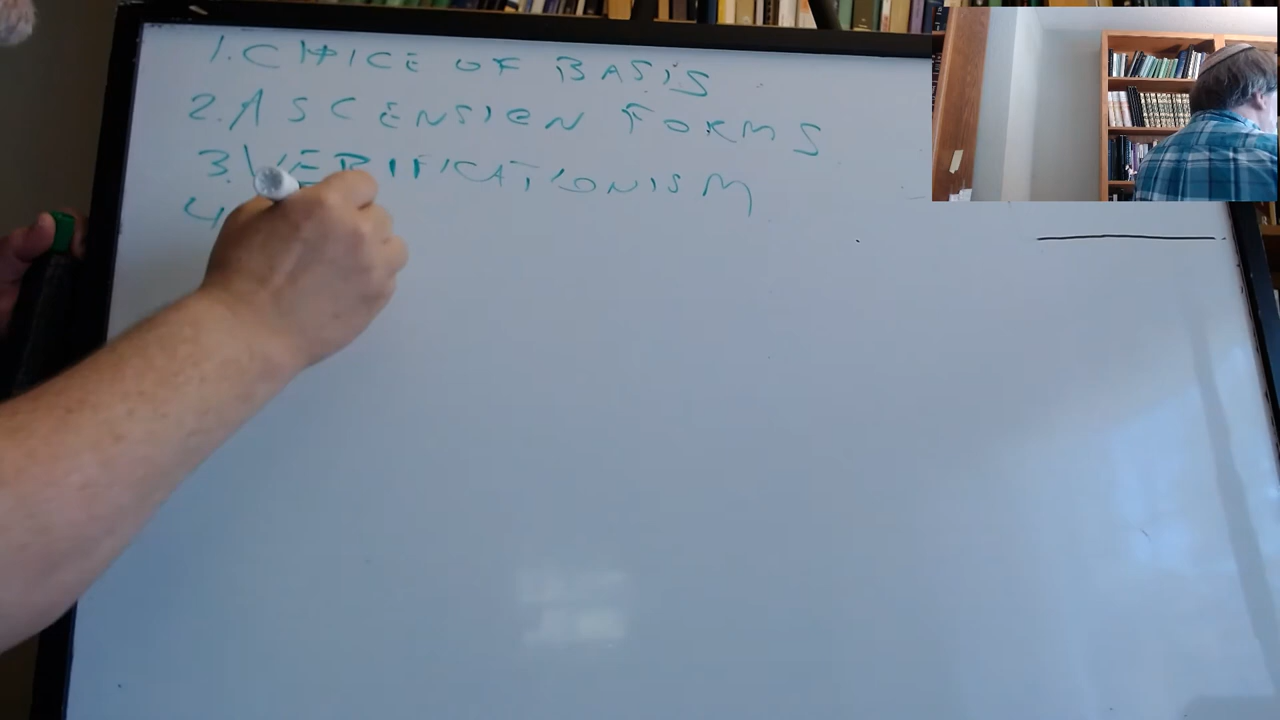 1. CHOICE OF BASIS
2. ASCENSION FORMS
3. VERIFICATIONISM
4